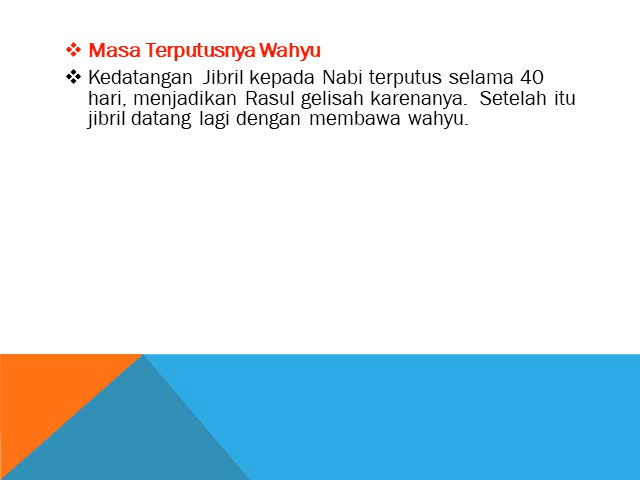 ❖ Masa Terputusnya Wahyu
❖ Kedatangan Jibril kepada Nabi terputus selama 40
hari, menjadikan Rasul gelisah karenanya. Setelah itu
jibril datang lagi dengan membawa wahyu.